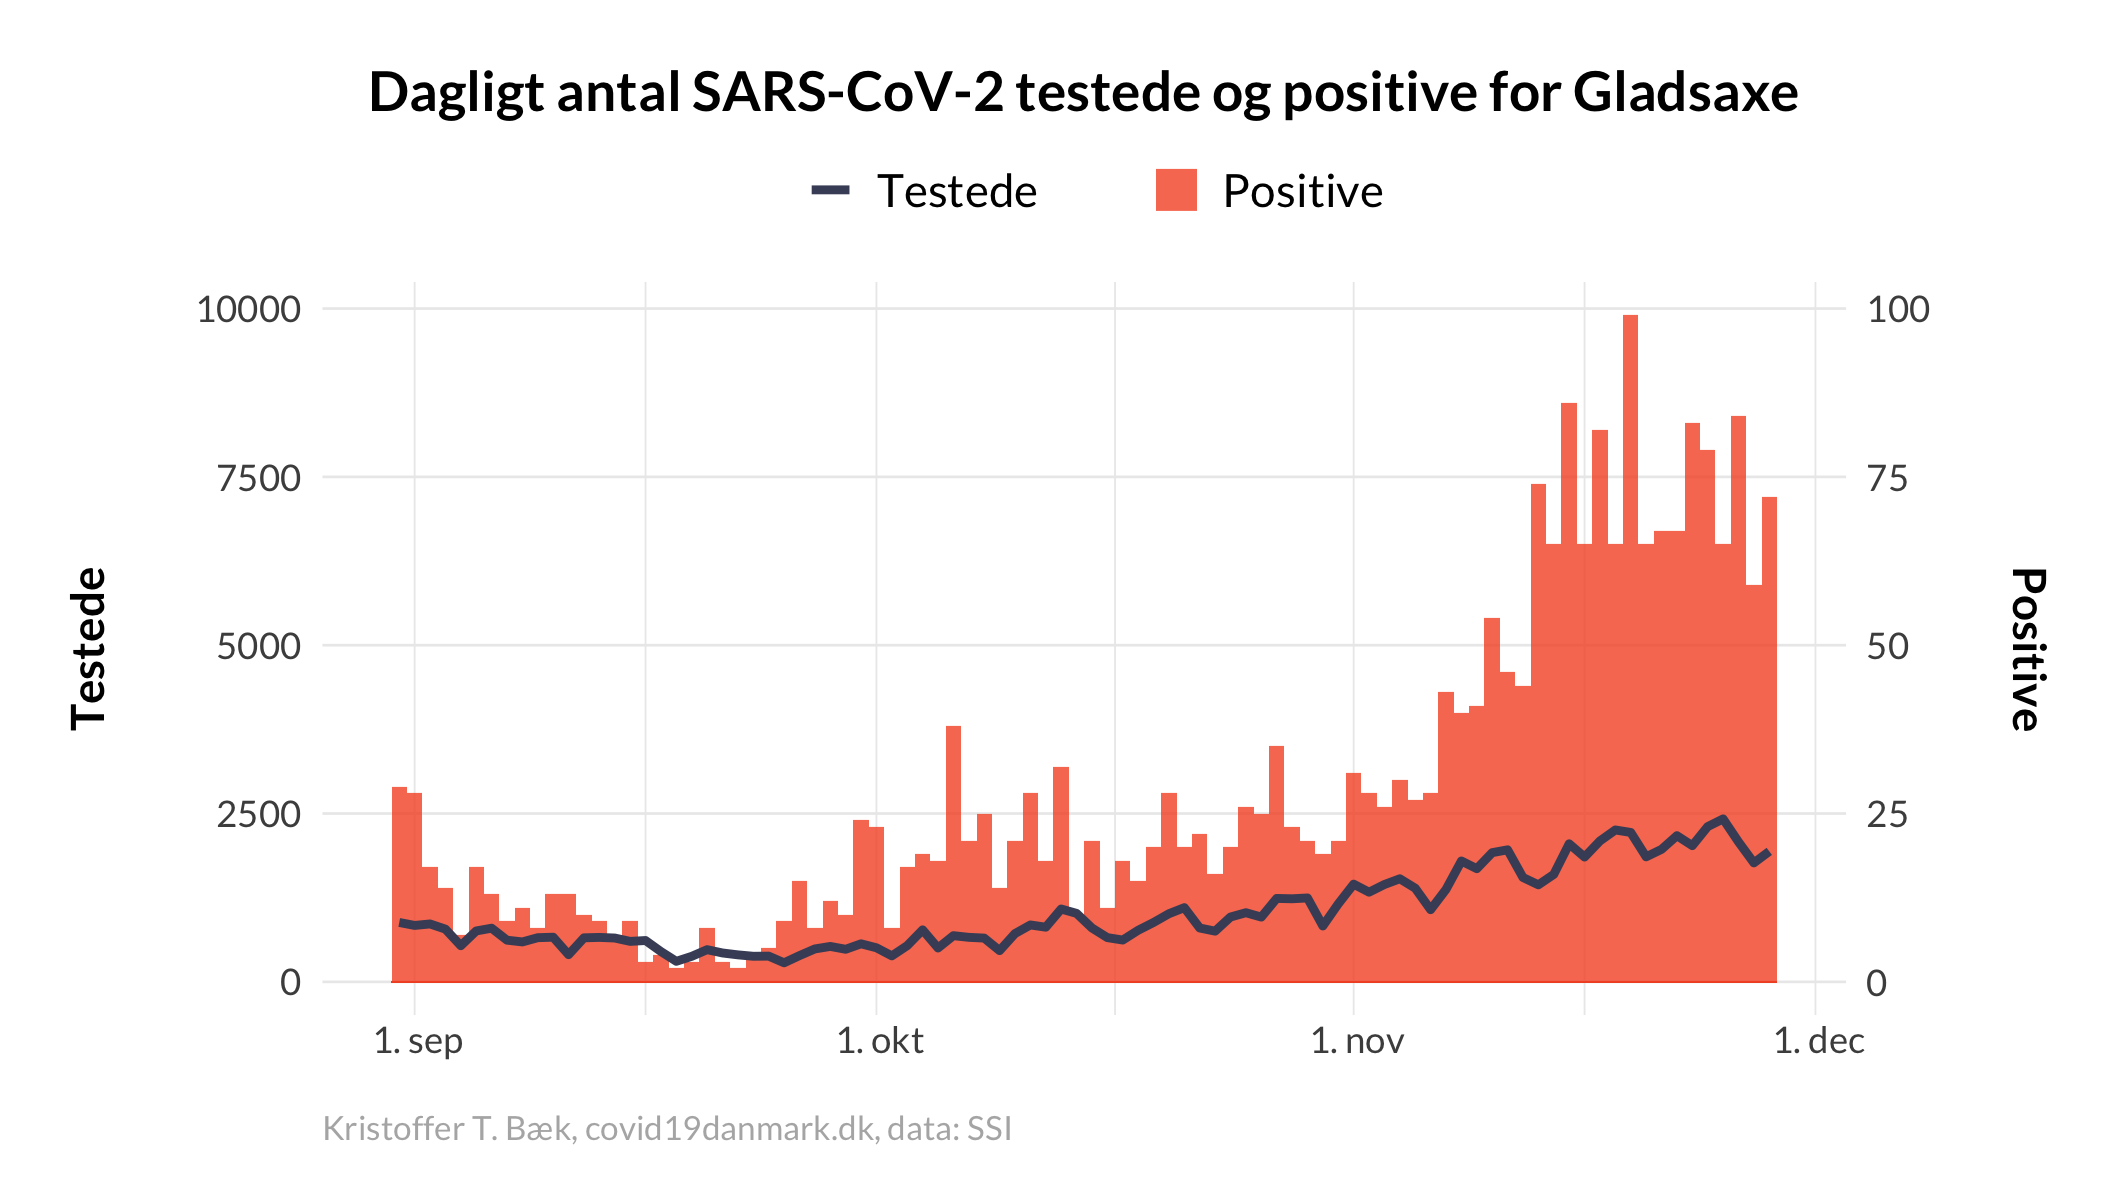 Dagligt antal SARS-CoV-2 testede og positive for Gladsaxe
Testede Positive
10000 100
7500 75
5000 50
2500 25
0 0
Testede
Positive
1. sep 1. okt 1. nov 1. dec
Kristoffer T. Bæk, covid19danmark.dk, data: SSI